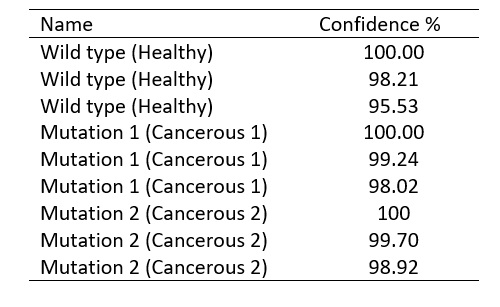 Name Confidence %
Wild type (Healthy) 100.00
Wild type (Healthy) 98.21
Wild type (Healthy) 95.53
Mutation 1 (Cancerous 1) 100.00
Mutation 1 (Cancerous 1) 99.24
Mutation 1 (Cancerous 1) 98.02
Mutation 2 (Cancerous 2) 100
Mutation 2 (Cancerous 2) 99.70
Mutation 2 (Cancerous 2) 98.92